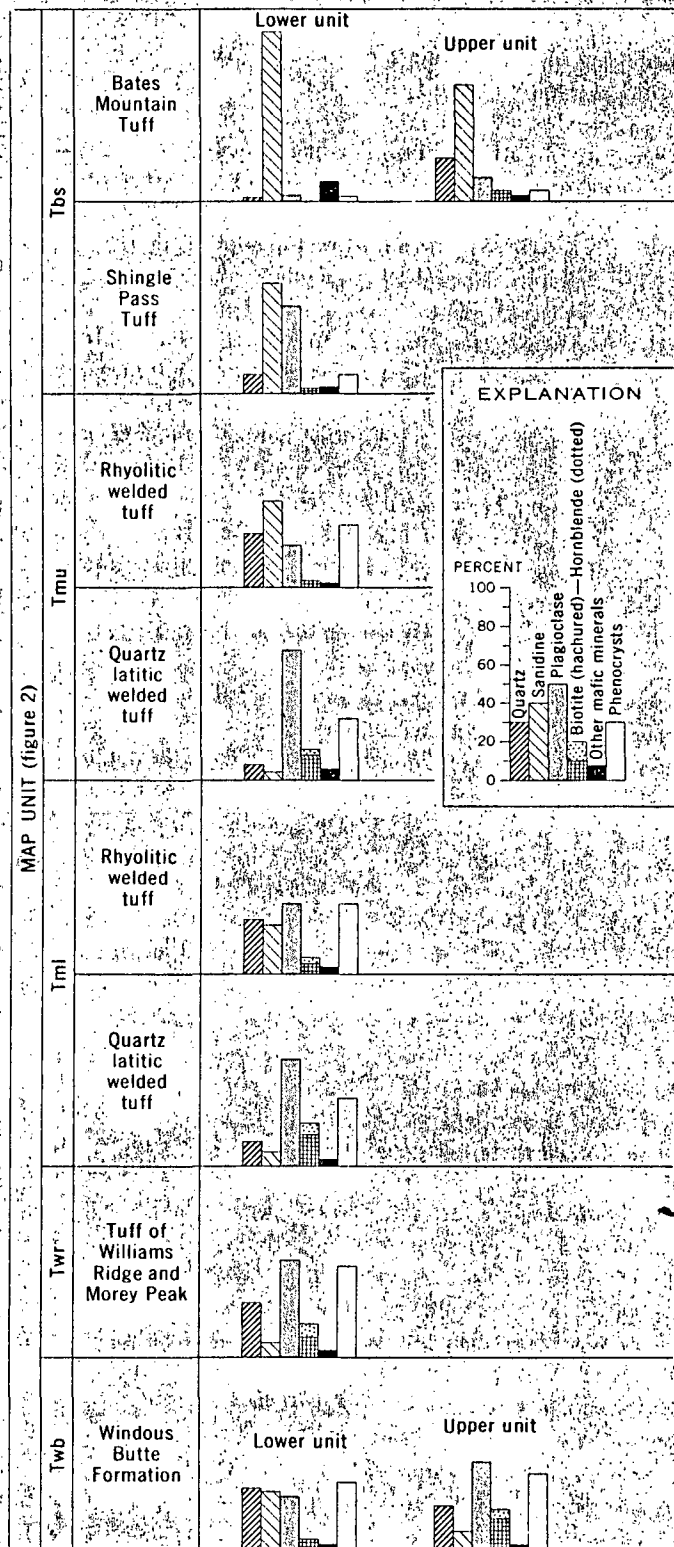 MAP UNIT (figure 2)
Tbs
Bates
Mountain
Tuff
Lower unit
Upper unit
Shingle
Pass
Tuff
Tmu
Rhyolitic
welded
tuff
Quartz
latitic
welded
tuff
Tml
Rhyolitic
welded
tuff
Quartz
latitic
welded
tuff
Twr
Tuff of
Williams
Ridge and
Morey Peak
Twb
Windous
Butte
Formation
Lower unit
Upper unit
EXPLANATION
PERCENT
100
80
60
40
20
0
Quartz
Sanidine
Plagioclase
Biotite (hachured)—Hornblende (dotted)
Other mafic minerals
Phenocrysts